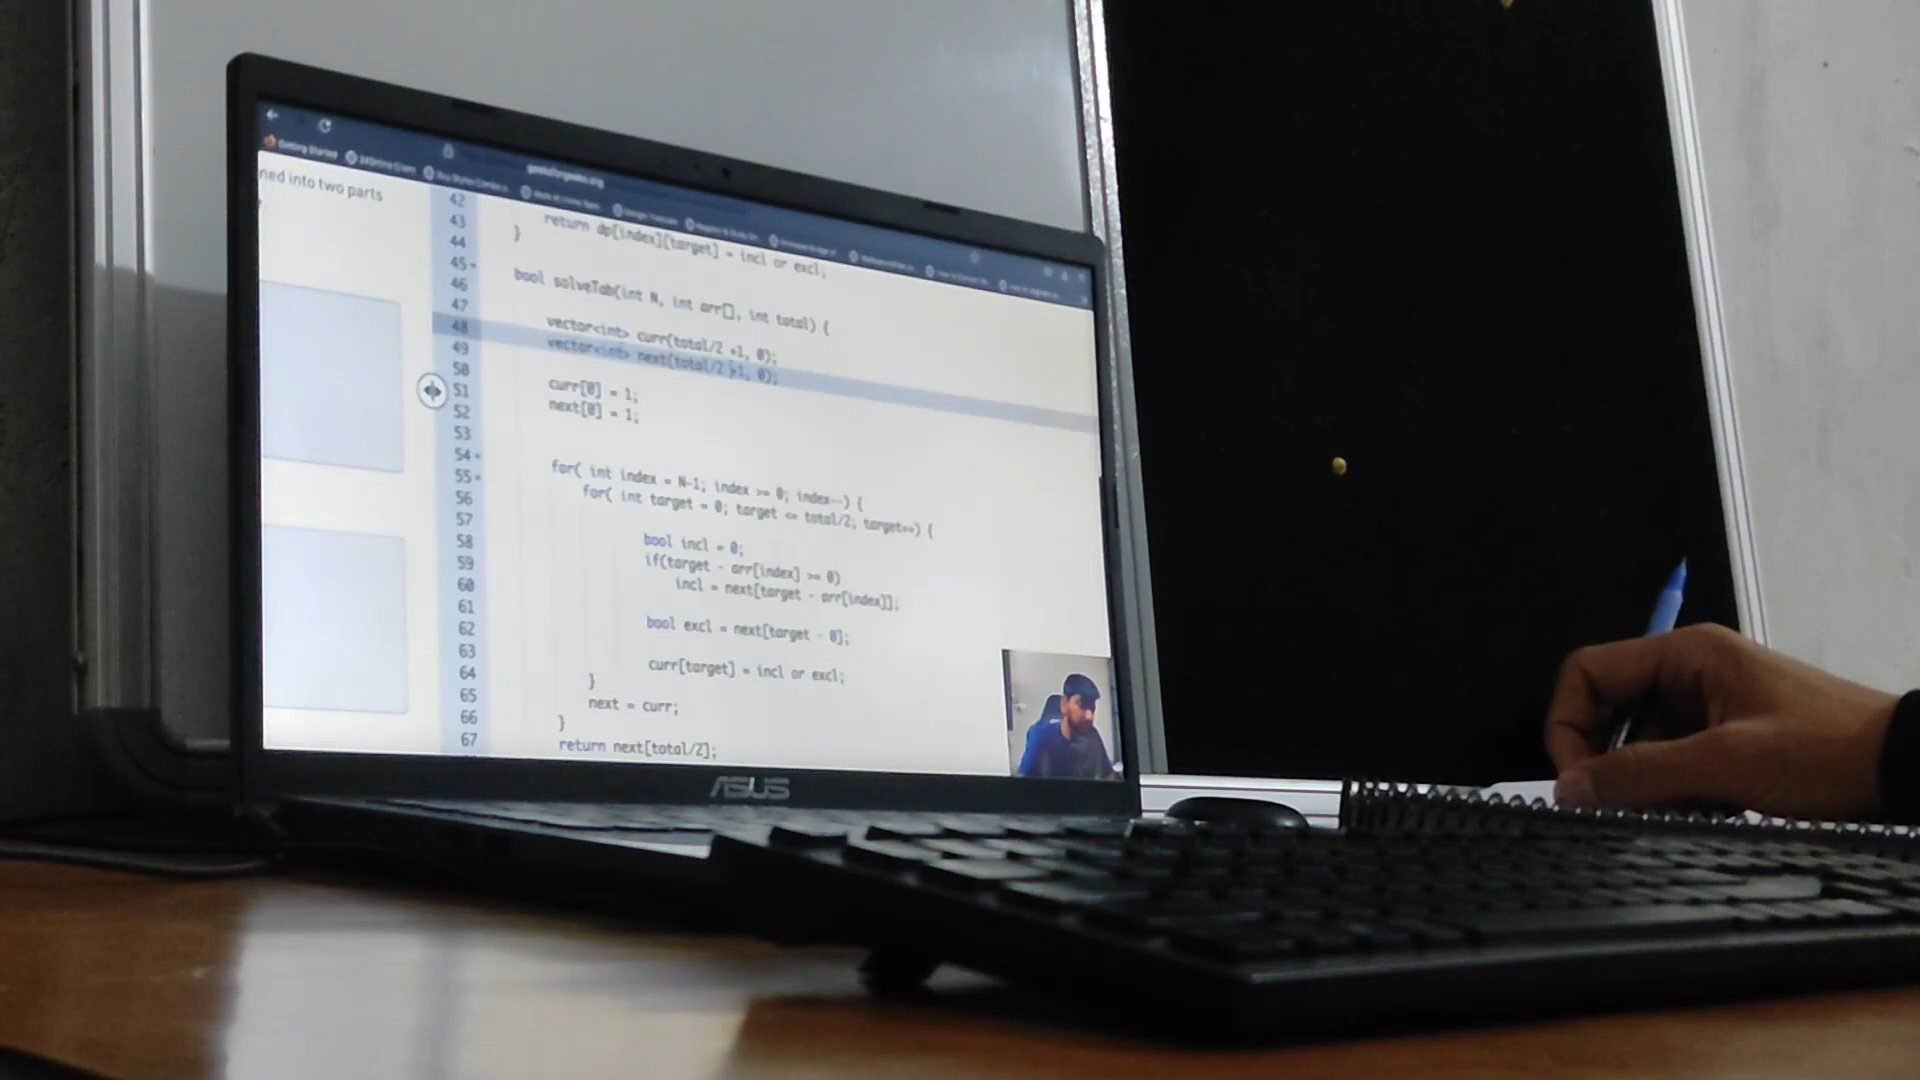 Getting Started
geeksforgeeks.org
ned into two parts
42
43
44
45
46
47
48
49
50
51
52
53
54
55
56
57
58
59
60
61
62
63
64
65
66
67
return dp[index][target] = incl or excl;
}
bool solveTab(int N, int arr[], int total) {
vector<int> curr(total/2 +1, 0);
vector<int> next(total/2 +1, 0);
curr[0] = 1;
next[0] = 1;
for( int index = N-1; index >= 0; index--) {
for( int target = 0; target <= total/2; target++) {
bool incl = 0;
if(target - arr[index] >= 0)
incl = next[target - arr[index]];
bool excl = next[target - 0];
curr[target] = incl or excl;
}
next = curr;
}
return next[total/2];
ASUS